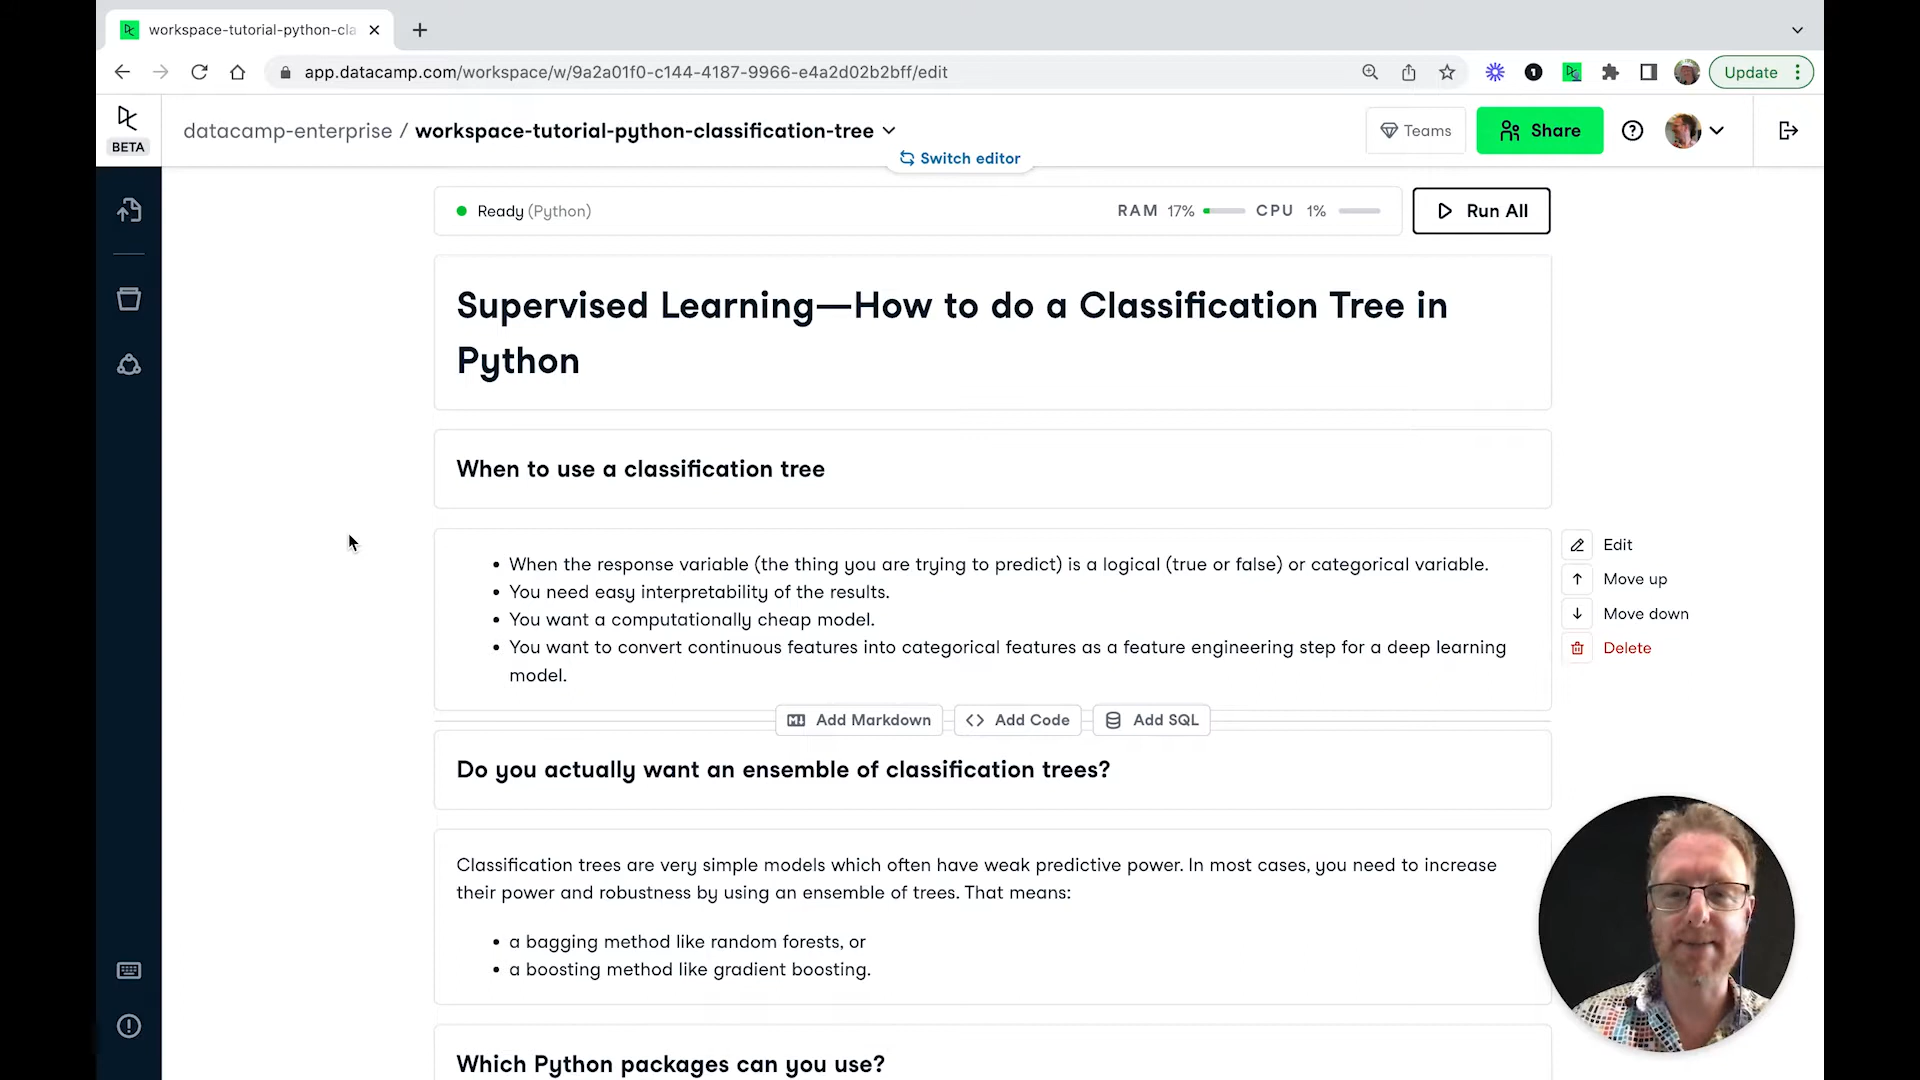 workspace-tutorial-python-cla
app.datacamp.com/workspace/w/9a2a01f0-c144-4187-9966-e4a2d02b2bff/edit
Update
BETA
datacamp-enterprise / workspace-tutorial-python-classification-tree
Teams
Share
Switch editor
Ready (Python)
RAM 17% CPU 1%
Run All
Supervised Learning—How to do a Classification Tree in
Python
When to use a classification tree
• When the response variable (the thing you are trying to predict) is a logical (true or false) or categorical variable.
• You need easy interpretability of the results.
• You want a computationally cheap model.
• You want to convert continuous features into categorical features as a feature engineering step for a deep learning
model.
Edit
Move up
Move down
Delete
Add Markdown
Add Code
Add SQL
Do you actually want an ensemble of classification trees?
Classification trees are very simple models which often have weak predictive power. In most cases, you need to increase
their power and robustness by using an ensemble of trees. That means:
• a bagging method like random forests, or
• a boosting method like gradient boosting.
Which Python packages can you use?